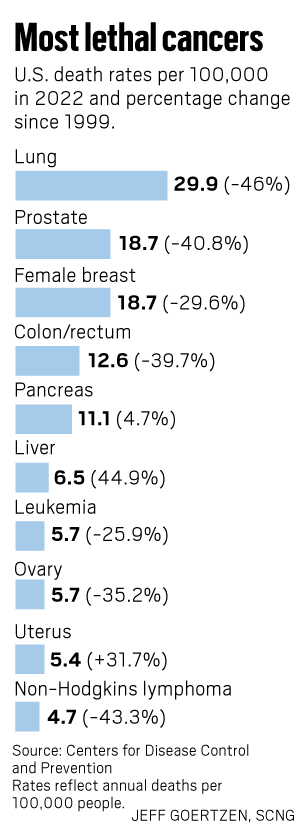 Most lethal cancers
U.S. death rates per 100,000
in 2022 and percentage change
since 1999.
Lung
29.9 (-46%)
Prostate
18.7 (-40.8%)
Female breast
18.7 (-29.6%)
Colon/rectum
12.6 (-39.7%)
Pancreas
11.1 (4.7%)
Liver
6.5 (44.9%)
Leukemia
5.7 (-25.9%)
Ovary
5.7 (-35.2%)
Uterus
5.4 (+31.7%)
Non-Hodgkins lymphoma
4.7 (-43.3%)
Source: Centers for Disease Control
and Prevention
Rates reflect annual deaths per
100,000 people.
JEFF GOERTZEN, SCNG